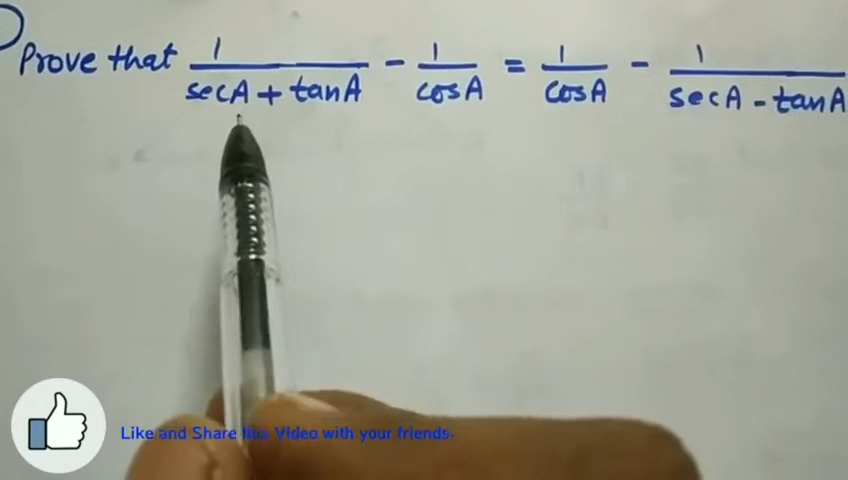 Prove that 1/(secA + tanA) - 1/cosA = 1/cosA - 1/(secA - tanA)
Like and Share this Video with your friends.